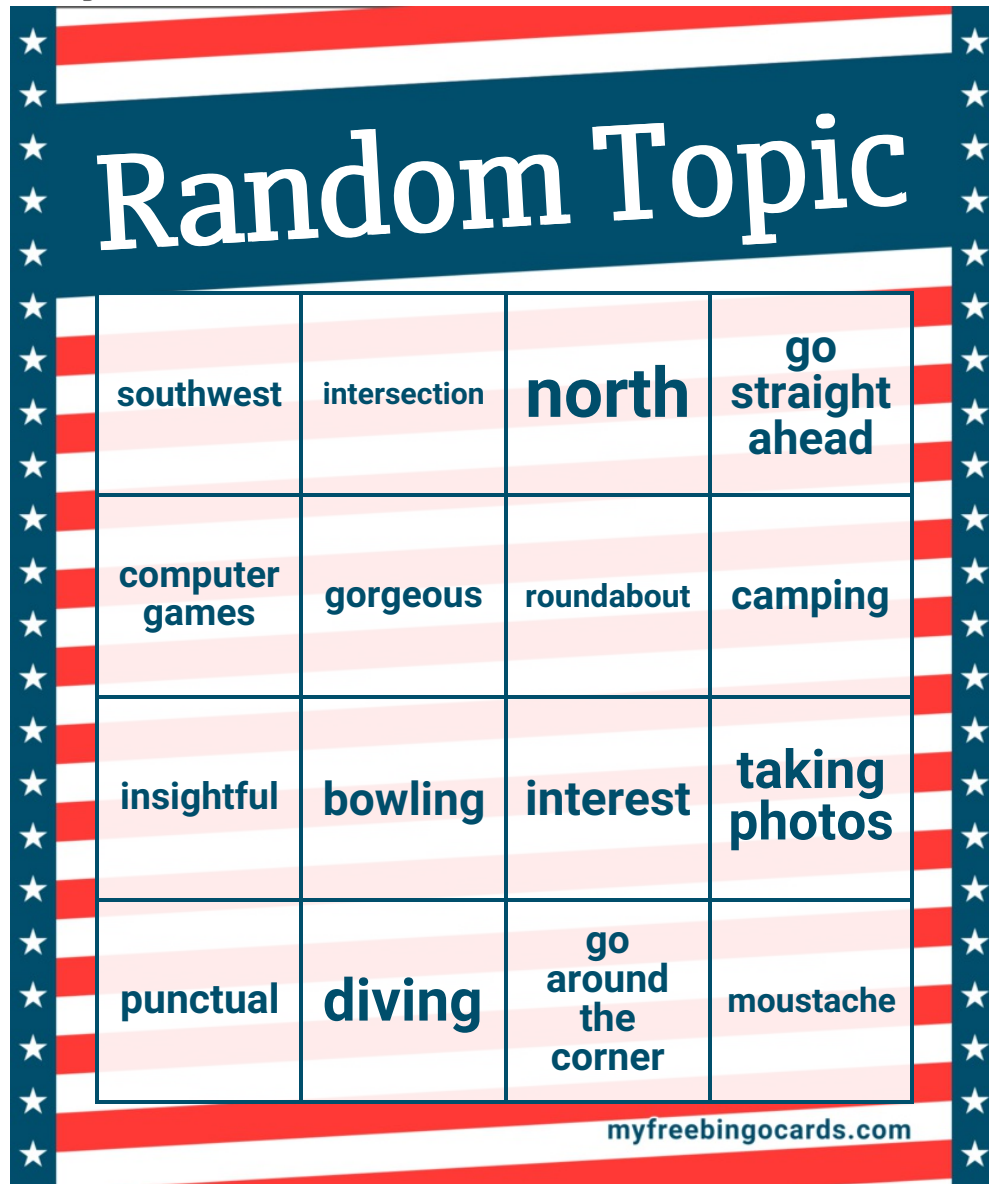 Random Topic
southwest
intersection
north
go
straight
ahead
computer
games
gorgeous
roundabout
camping
insightful
bowling
interest
taking
photos
punctual
diving
go
around
the
corner
moustache
myfreebingocards.com